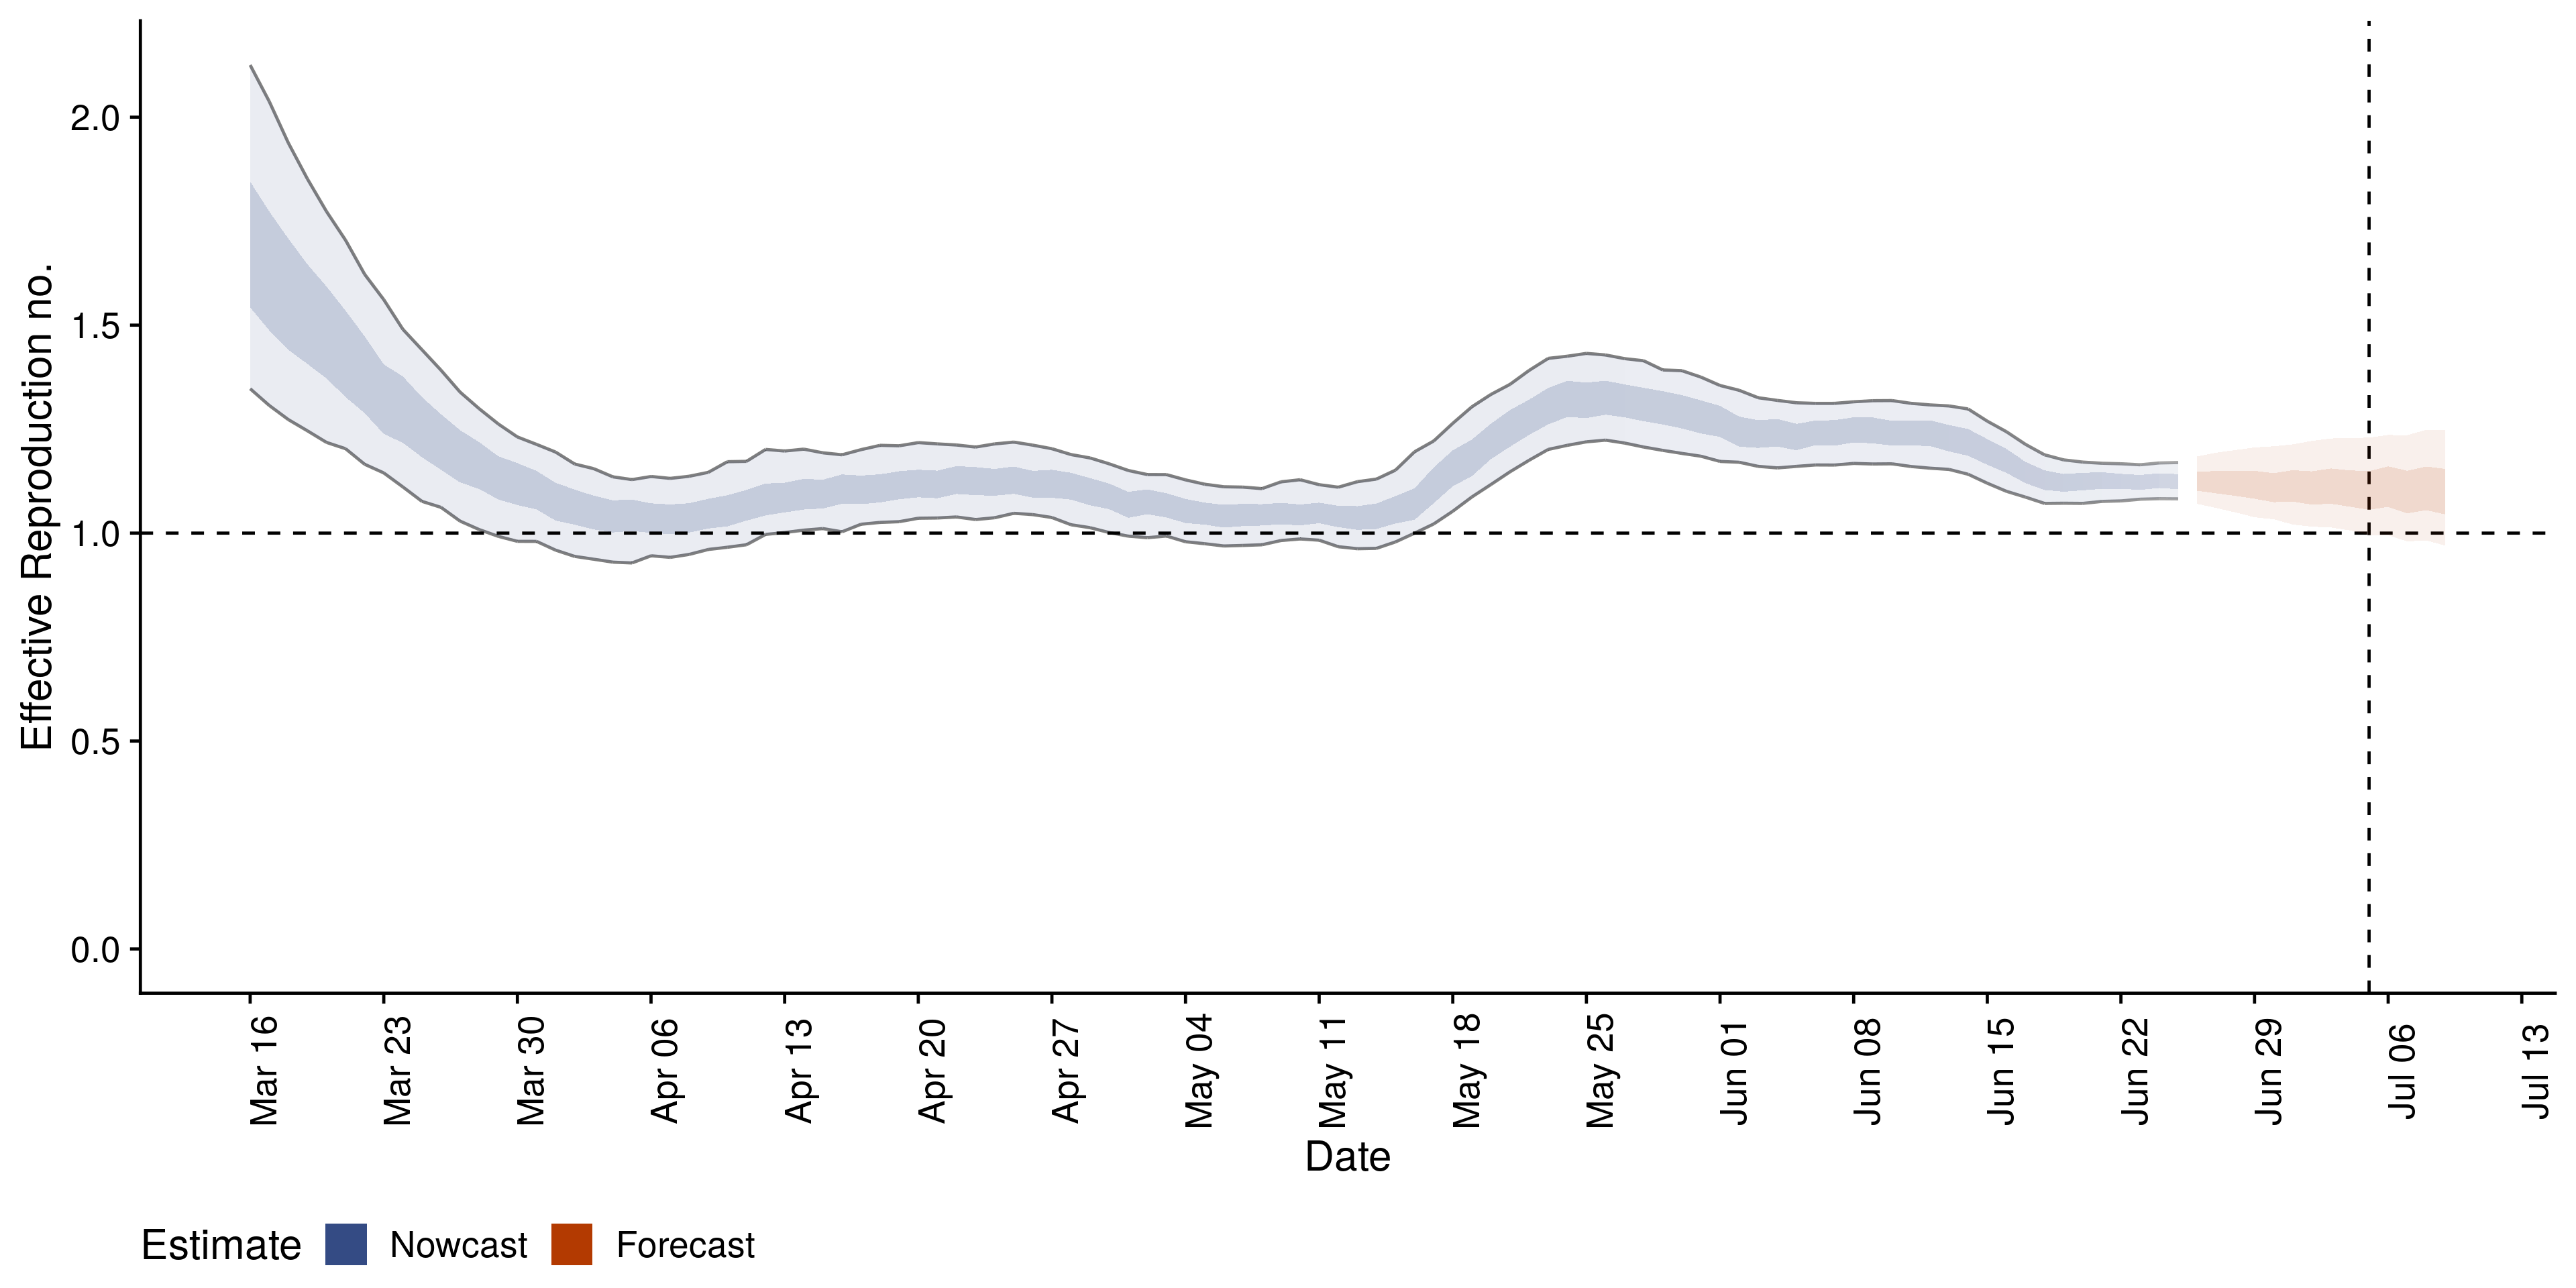 Effective Reproduction no.
2.0
1.5
1.0
0.5
0.0
Mar 16
Mar 23
Mar 30
Apr 06
Apr 13
Apr 20
Apr 27
May 04
May 11
May 18
May 25
Jun 01
Jun 08
Jun 15
Jun 22
Jun 29
Jul 06
Jul 13
Date
Estimate Nowcast Forecast